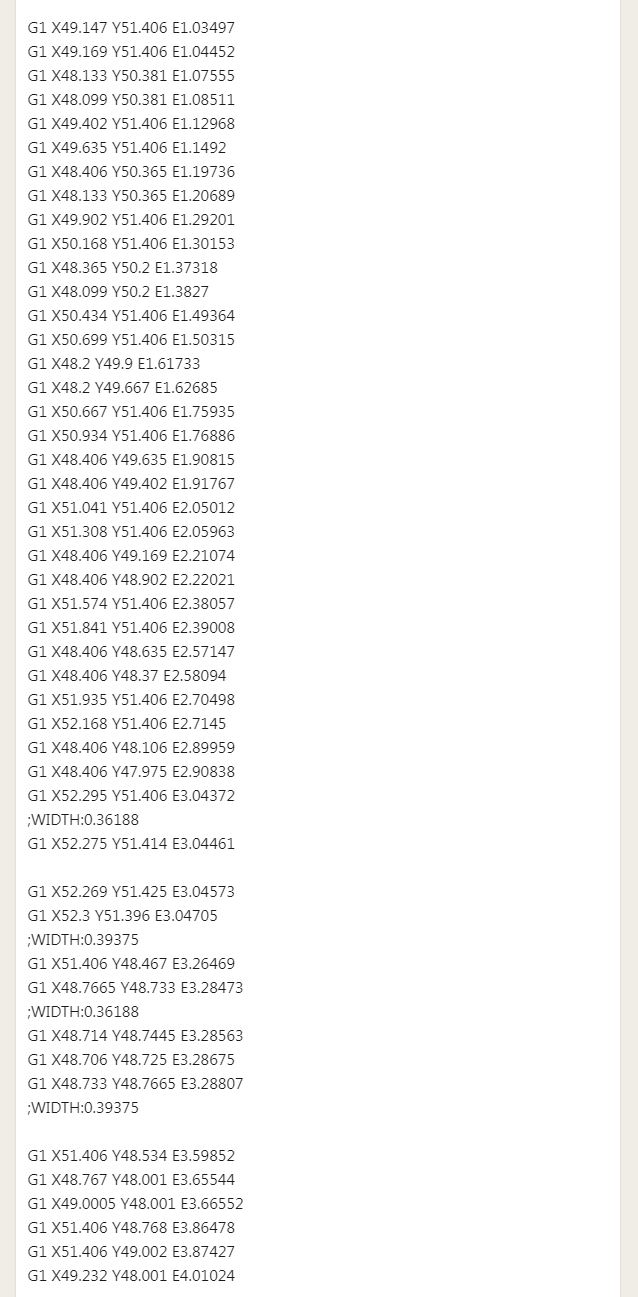 G1 X49.147 Y51.406 E1.03497
G1 X49.169 Y51.406 E1.04452
G1 X48.133 Y50.381 E1.07555
G1 X48.099 Y50.381 E1.08511
G1 X49.402 Y51.406 E1.12968
G1 X49.635 Y51.406 E1.1492
G1 X48.406 Y50.365 E1.19736
G1 X48.133 Y50.365 E1.20689
G1 X49.902 Y51.406 E1.29201
G1 X50.168 Y51.406 E1.30153
G1 X48.365 Y50.2 E1.37318
G1 X48.099 Y50.2 E1.3827
G1 X50.434 Y51.406 E1.49364
G1 X50.699 Y51.406 E1.50315
G1 X48.2 Y49.9 E1.61733
G1 X48.2 Y49.667 E1.62685
G1 X50.667 Y51.406 E1.75935
G1 X50.934 Y51.406 E1.76886
G1 X48.406 Y49.635 E1.90815
G1 X48.406 Y49.402 E1.91767
G1 X51.041 Y51.406 E2.05012
G1 X51.308 Y51.406 E2.05963
G1 X48.406 Y49.169 E2.21074
G1 X48.406 Y48.902 E2.22021
G1 X51.574 Y51.406 E2.38057
G1 X51.841 Y51.406 E2.39008
G1 X48.406 Y48.635 E2.57147
G1 X48.406 Y48.37 E2.58094
G1 X51.935 Y51.406 E2.70498
G1 X52.168 Y51.406 E2.7145
G1 X48.406 Y48.106 E2.89959
G1 X48.406 Y47.975 E2.90838
G1 X52.295 Y51.406 E3.04372
;WIDTH:0.36188
G1 X52.275 Y51.414 E3.04461
G1 X52.269 Y51.425 E3.04573
G1 X52.3 Y51.396 E3.04705
;WIDTH:0.39375
G1 X51.406 Y48.467 E3.26469
G1 X48.7665 Y48.733 E3.28473
;WIDTH:0.36188
G1 X48.714 Y48.7445 E3.28563
G1 X48.706 Y48.725 E3.28675
G1 X48.733 Y48.7665 E3.28807
;WIDTH:0.39375
G1 X51.406 Y48.534 E3.59852
G1 X48.767 Y48.001 E3.65544
G1 X49.0005 Y48.001 E3.66552
G1 X51.406 Y48.768 E3.86478
G1 X51.406 Y49.002 E3.87427
G1 X49.232 Y48.001 E4.01024